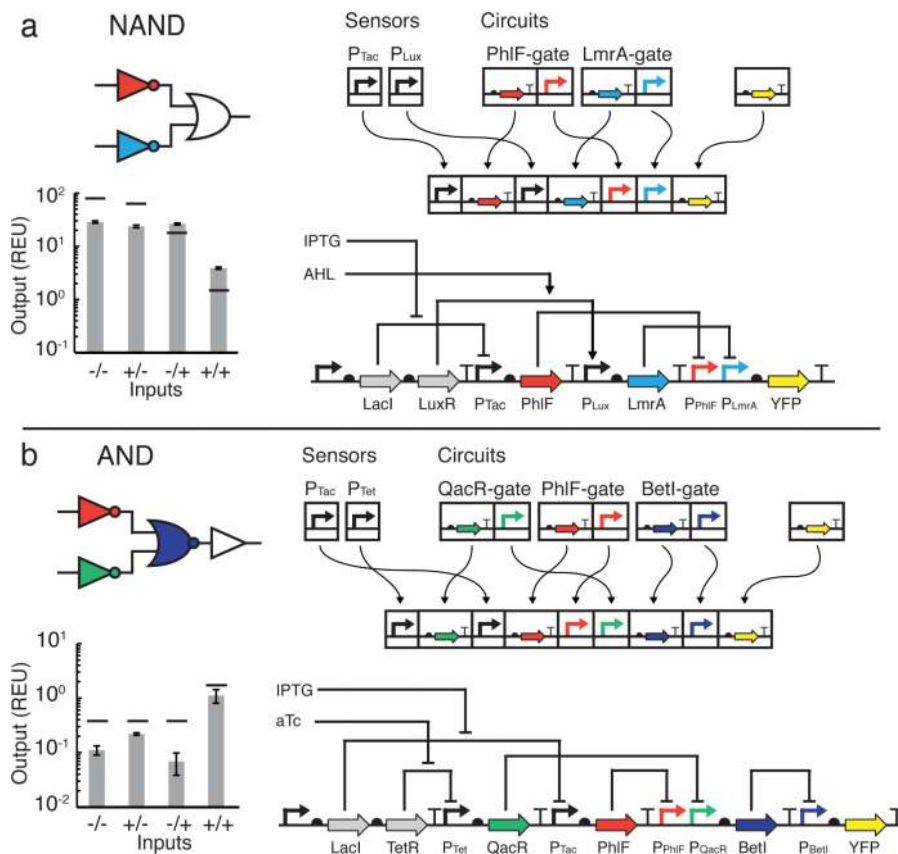 a NAND
Sensors Circuits
PTac PLux PhlF-gate LmrA-gate
Output (REU)
10²
10¹
10⁰
10⁻¹
-/- +/- -/+ +/+
Inputs
IPTG
AHL
LacI LuxR PTac PhlF PLux LmrA PPhlF PLmrA YFP
b AND
Sensors Circuits
PTac PTet QacR-gate PhlF-gate BetI-gate
Output (REU)
10¹
10⁰
10⁻¹
10⁻²
-/- +/- -/+ +/+
Inputs
IPTG
aTc
LacI TetR PTet QacR PTac PhlF PPhlF PQacR BetI PBetI YFP